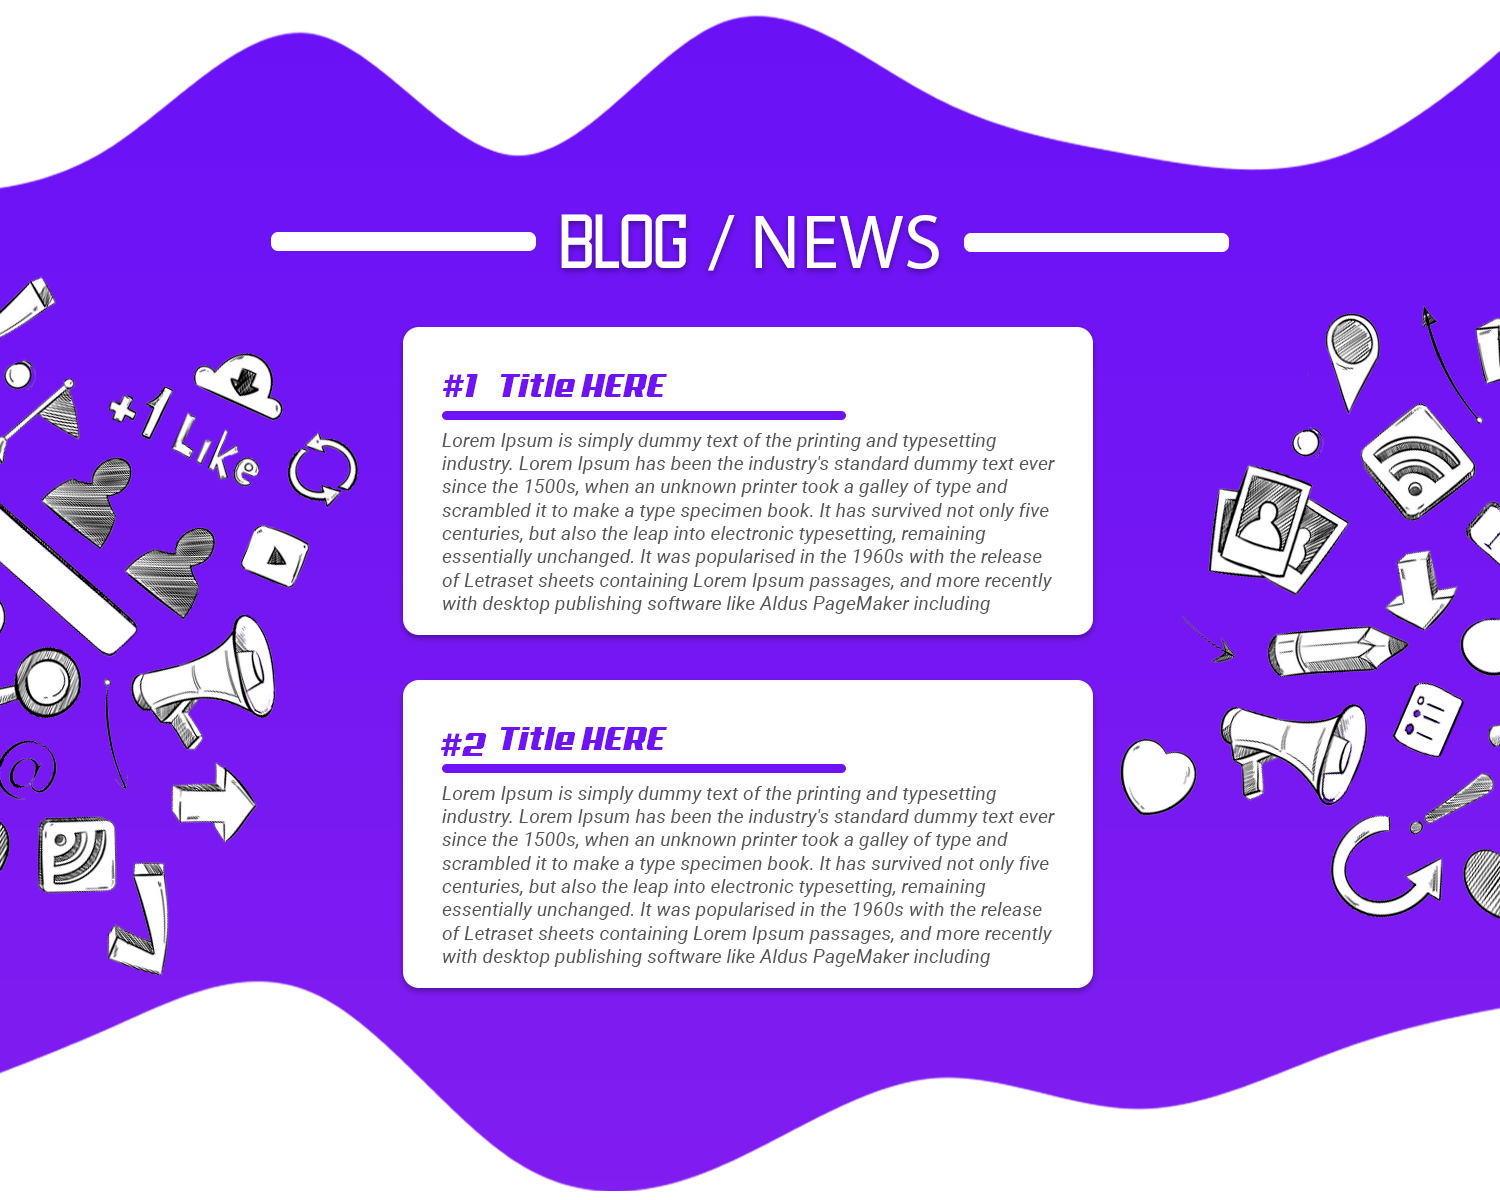 BLOG / NEWS
+1
Like
#1 Title HERE
Lorem Ipsum is simply dummy text of the printing and typesetting
industry. Lorem Ipsum has been the industry's standard dummy text ever
since the 1500s, when an unknown printer took a galley of type and
scrambled it to make a type specimen book. It has survived not only five
centuries, but also the leap into electronic typesetting, remaining
essentially unchanged. It was popularised in the 1960s with the release
of Letraset sheets containing Lorem Ipsum passages, and more recently
with desktop publishing software like Aldus PageMaker including
#2 Title HERE
Lorem Ipsum is simply dummy text of the printing and typesetting
industry. Lorem Ipsum has been the industry's standard dummy text ever
since the 1500s, when an unknown printer took a galley of type and
scrambled it to make a type specimen book. It has survived not only five
centuries, but also the leap into electronic typesetting, remaining
essentially unchanged. It was popularised in the 1960s with the release
of Letraset sheets containing Lorem Ipsum passages, and more recently
with desktop publishing software like Aldus PageMaker including
@